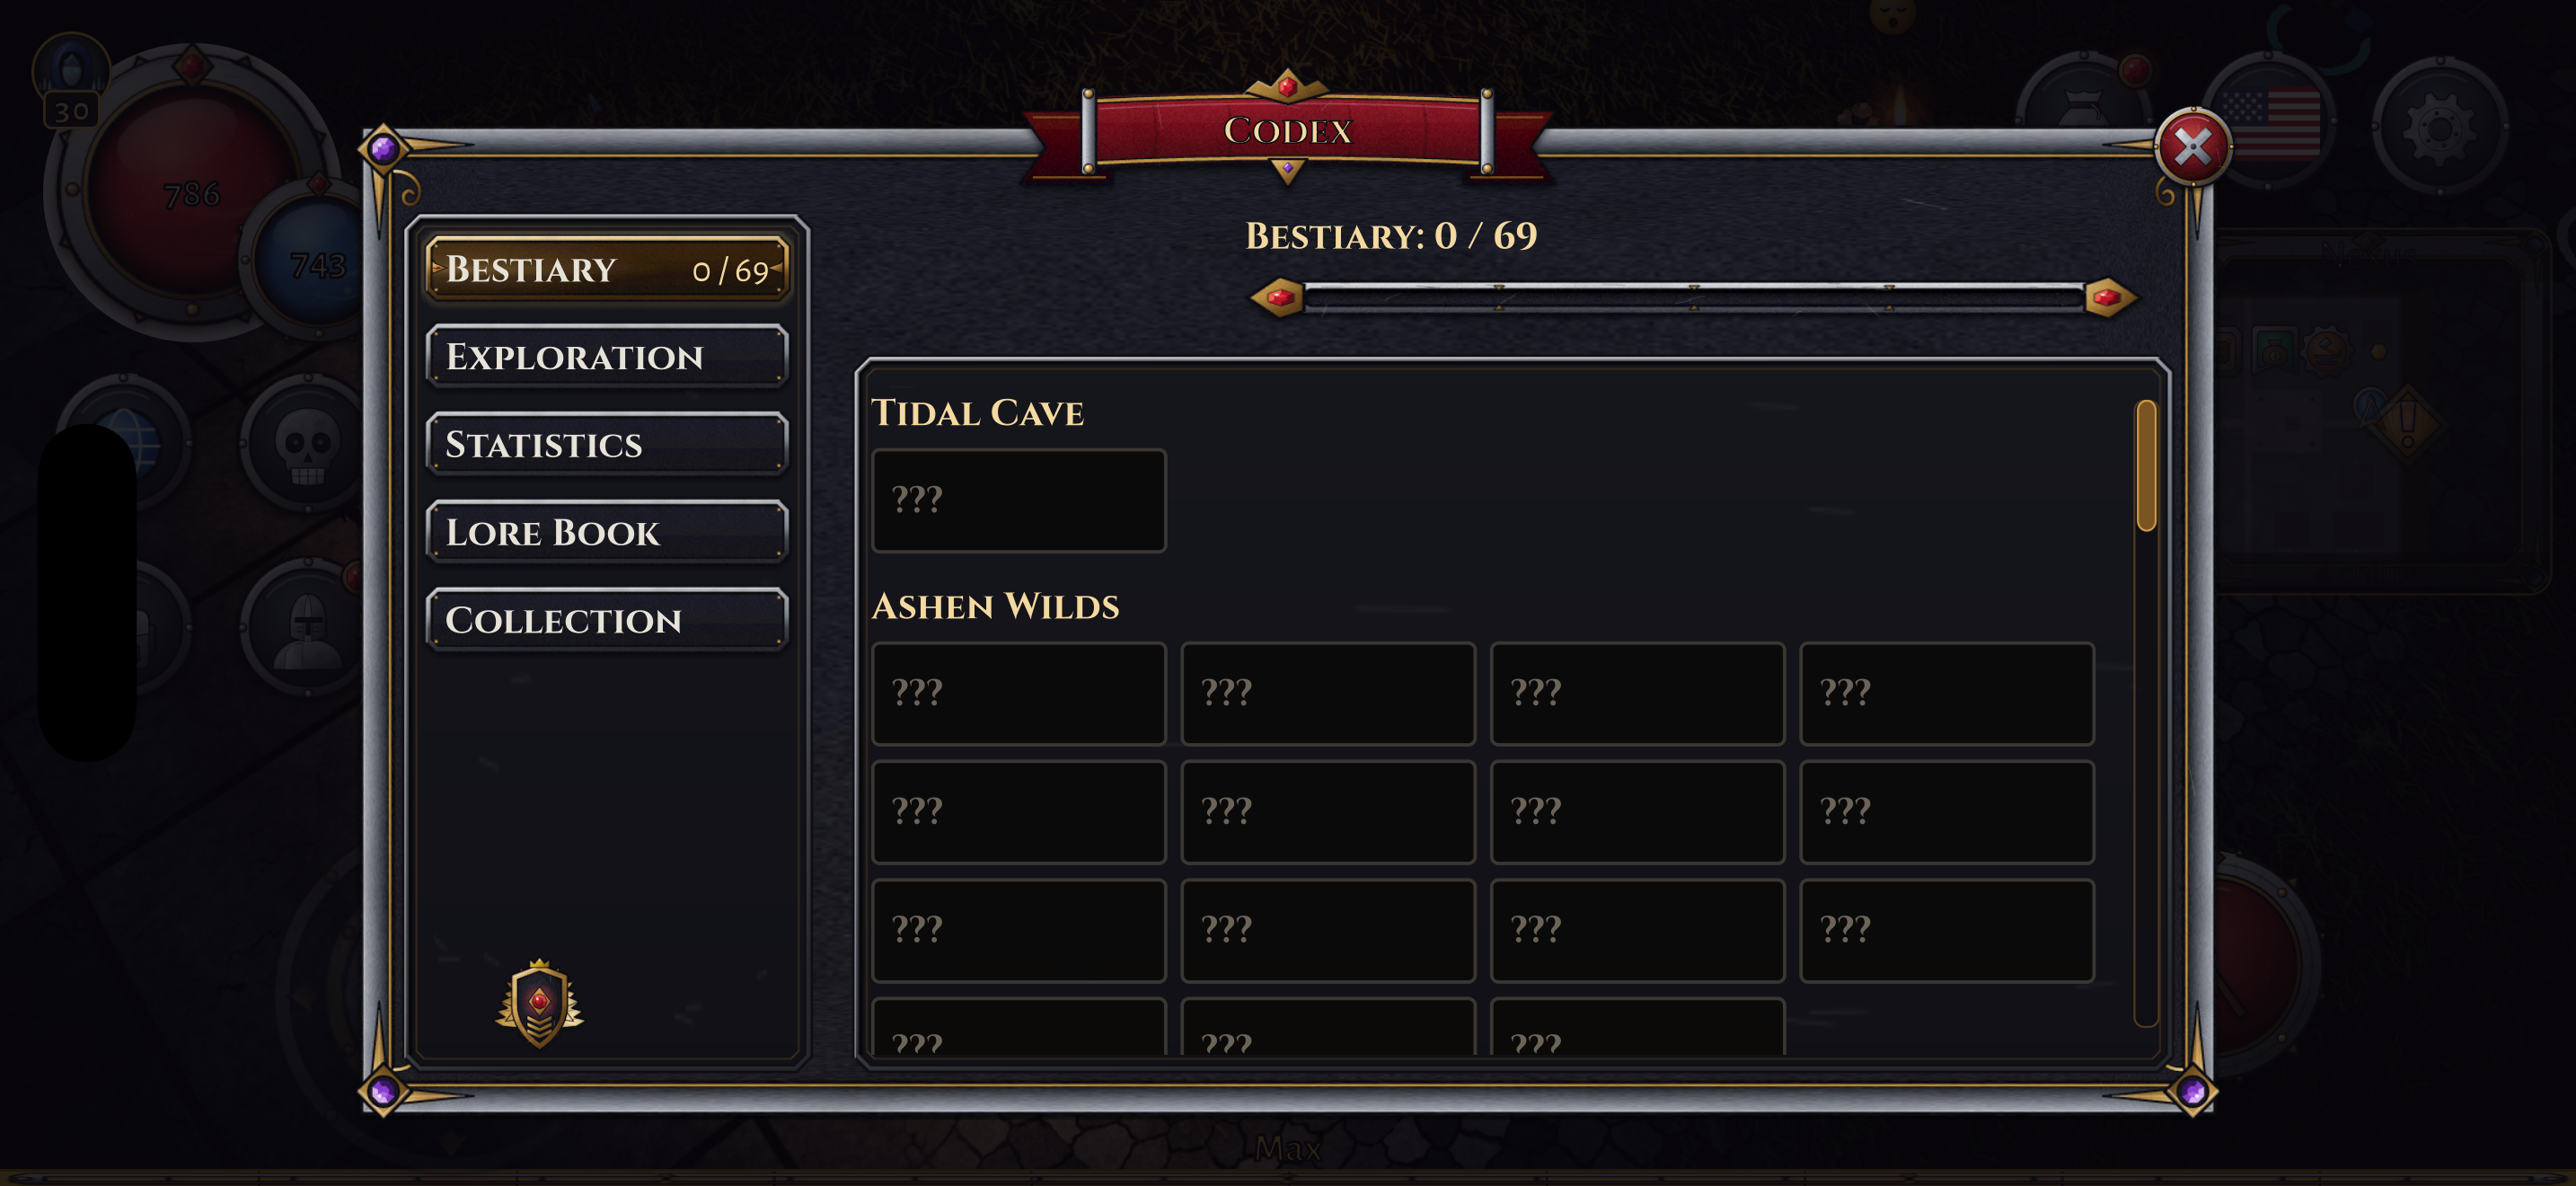 30
786
743
Codex
Bestiary 0 / 69
Exploration
Statistics
Lore Book
Collection
Bestiary: 0 / 69
Tidal Cave
???
Ashen Wilds
??? ??? ??? ???
??? ??? ??? ???
??? ??? ??? ???
??? ??? ???
Max